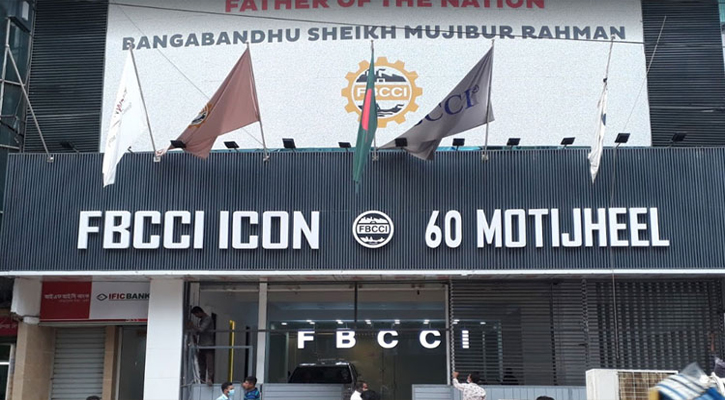 FATHER OF THE NATION
BANGABANDHU SHEIKH MUJIBUR RAHMAN
FBCCI
FBCCI ICON
FBCCI
60 MOTIJHEEL
IFIC BANK
FBCCI